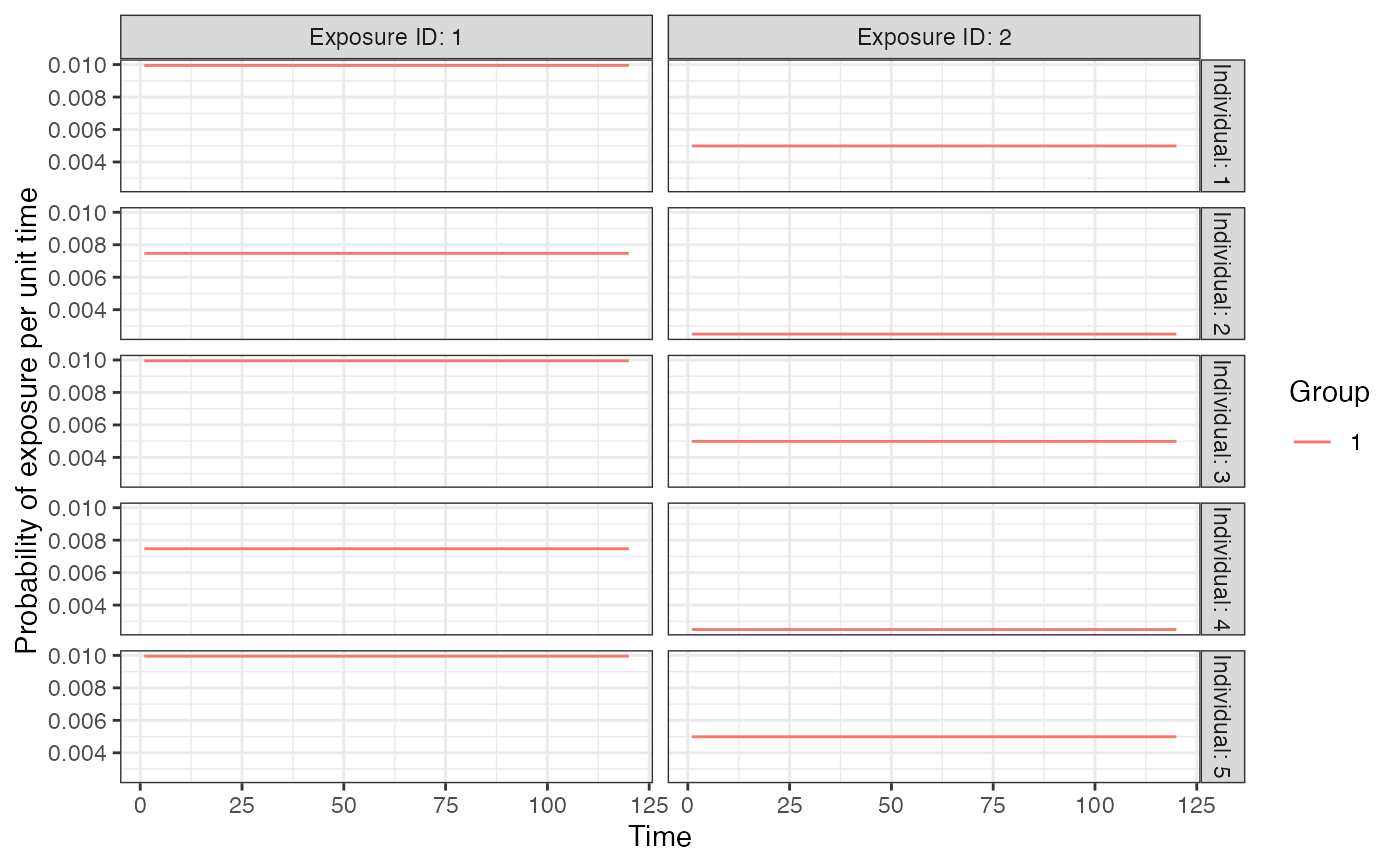 Exposure ID: 1
Exposure ID: 2
0.010
0.008
0.006
0.004
Individual: 1
0.010
0.008
0.006
0.004
Individual: 2
0.010
0.008
0.006
0.004
Individual: 3
0.010
0.008
0.006
0.004
Individual: 4
0.010
0.008
0.006
0.004
Individual: 5
0 25 50 75 100 125
0 25 50 75 100 125
Time
Probability of exposure per unit time
Group
1